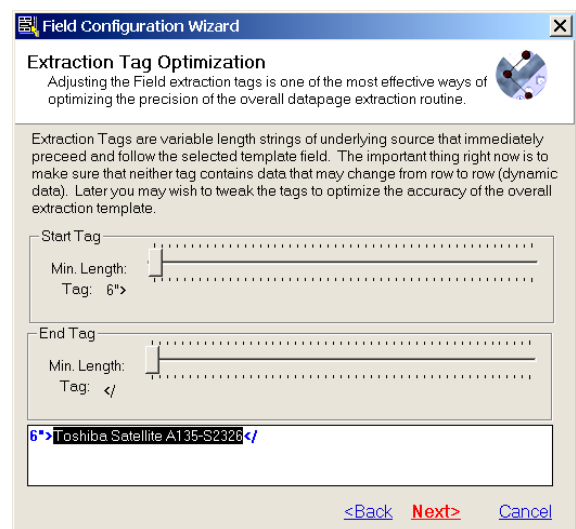 Field Configuration Wizard
Extraction Tag Optimization
Adjusting the Field extraction tags is one of the most effective ways of
optimizing the precision of the overall datapage extraction routine.
Extraction Tags are variable length strings of underlying source that immediately
preceed and follow the selected template field. The important thing right now is to
make sure that neither tag contains data that may change from row to row (dynamic
data). Later you may wish to tweak the tags to optimize the accuracy of the overall
extraction template.
Start Tag
Min. Length:
Tag: 6">
End Tag
Min. Length:
Tag: </
6">Toshiba Satellite A135-S2326</
<Back Next> Cancel